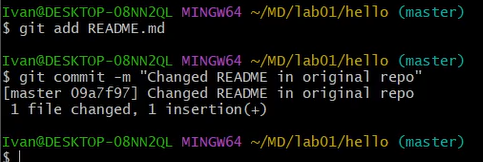 Ivan@DESKTOP-08NN2QL MINGW64 ~/MD/lab01/hello (master)
$ git add README.md
Ivan@DESKTOP-08NN2QL MINGW64 ~/MD/lab01/hello (master)
$ git commit -m "Changed README in original repo"
[master 09a7f97] Changed README in original repo
 1 file changed, 1 insertion(+)
Ivan@DESKTOP-08NN2QL MINGW64 ~/MD/lab01/hello (master)
$